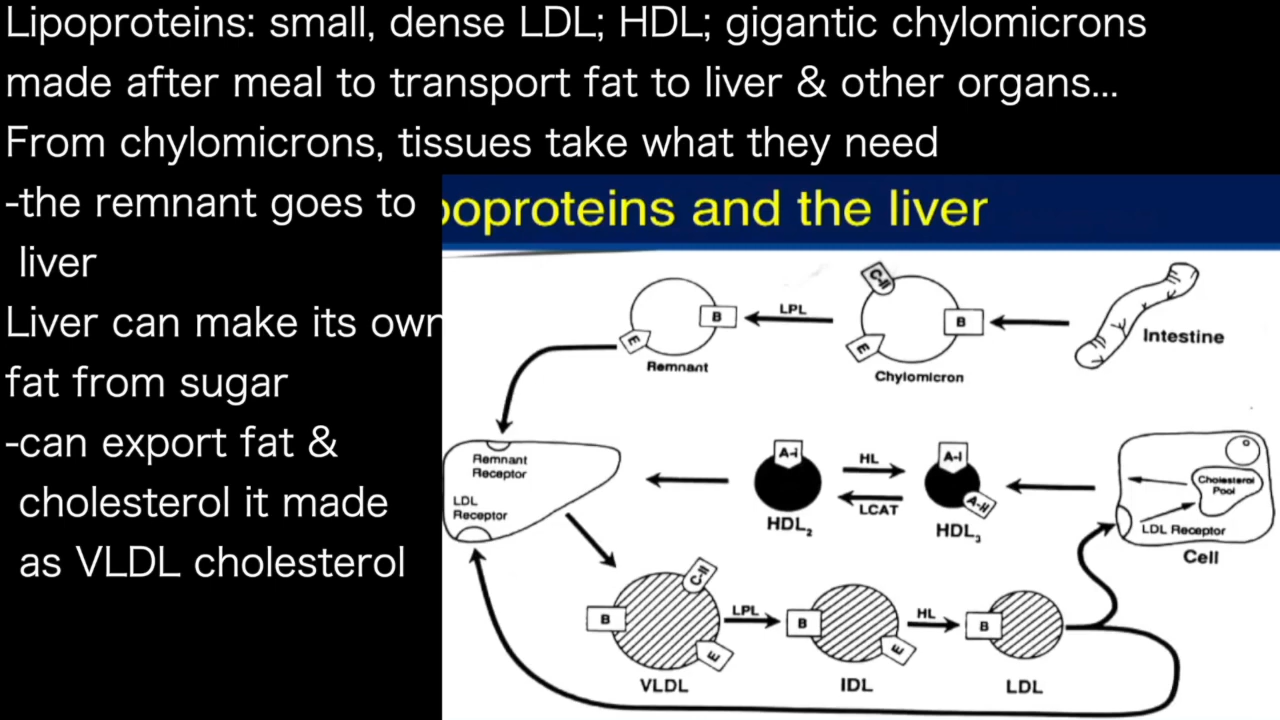 Lipoproteins: small, dense LDL; HDL; gigantic chylomicrons
made after meal to transport fat to liver & other organs...
From chylomicrons, tissues take what they need
-the remnant goes to
liver
Liver can make its own
fat from sugar
-can export fat &
cholesterol it made
as VLDL cholesterol
poproteins and the liver
C-II
B
LPL
B
E
E
Intestine
Remnant
Chylomicron
Remnant
Receptor
LDL
Receptor
A-I
HL
LCAT
A-I
A-II
HDL2
HDL3
Cholesterol
Pool
LDL Receptor
Cell
C-II
B
E
LPL
B
E
HL
B
VLDL
IDL
LDL